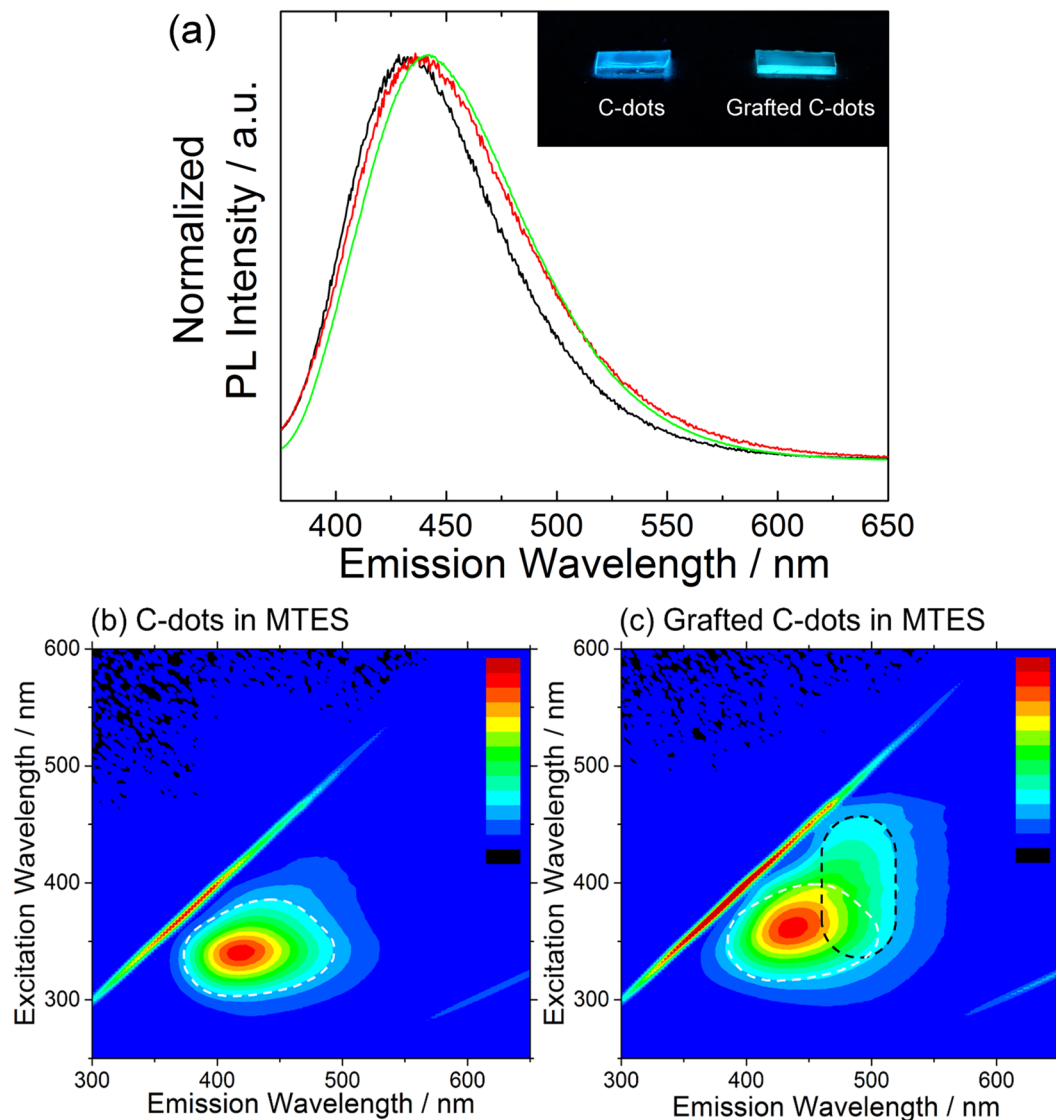 (a)
C-dots
Grafted C-dots
Normalized
PL Intensity / a.u.
400
450
500
550
600
650
Emission Wavelength / nm
(b) C-dots in MTES
600
500
400
300
Excitation Wavelength / nm
300
400
500
600
Emission Wavelength / nm
(c) Grafted C-dots in MTES
600
500
400
300
Excitation Wavelength / nm
300
400
500
600
Emission Wavelength / nm